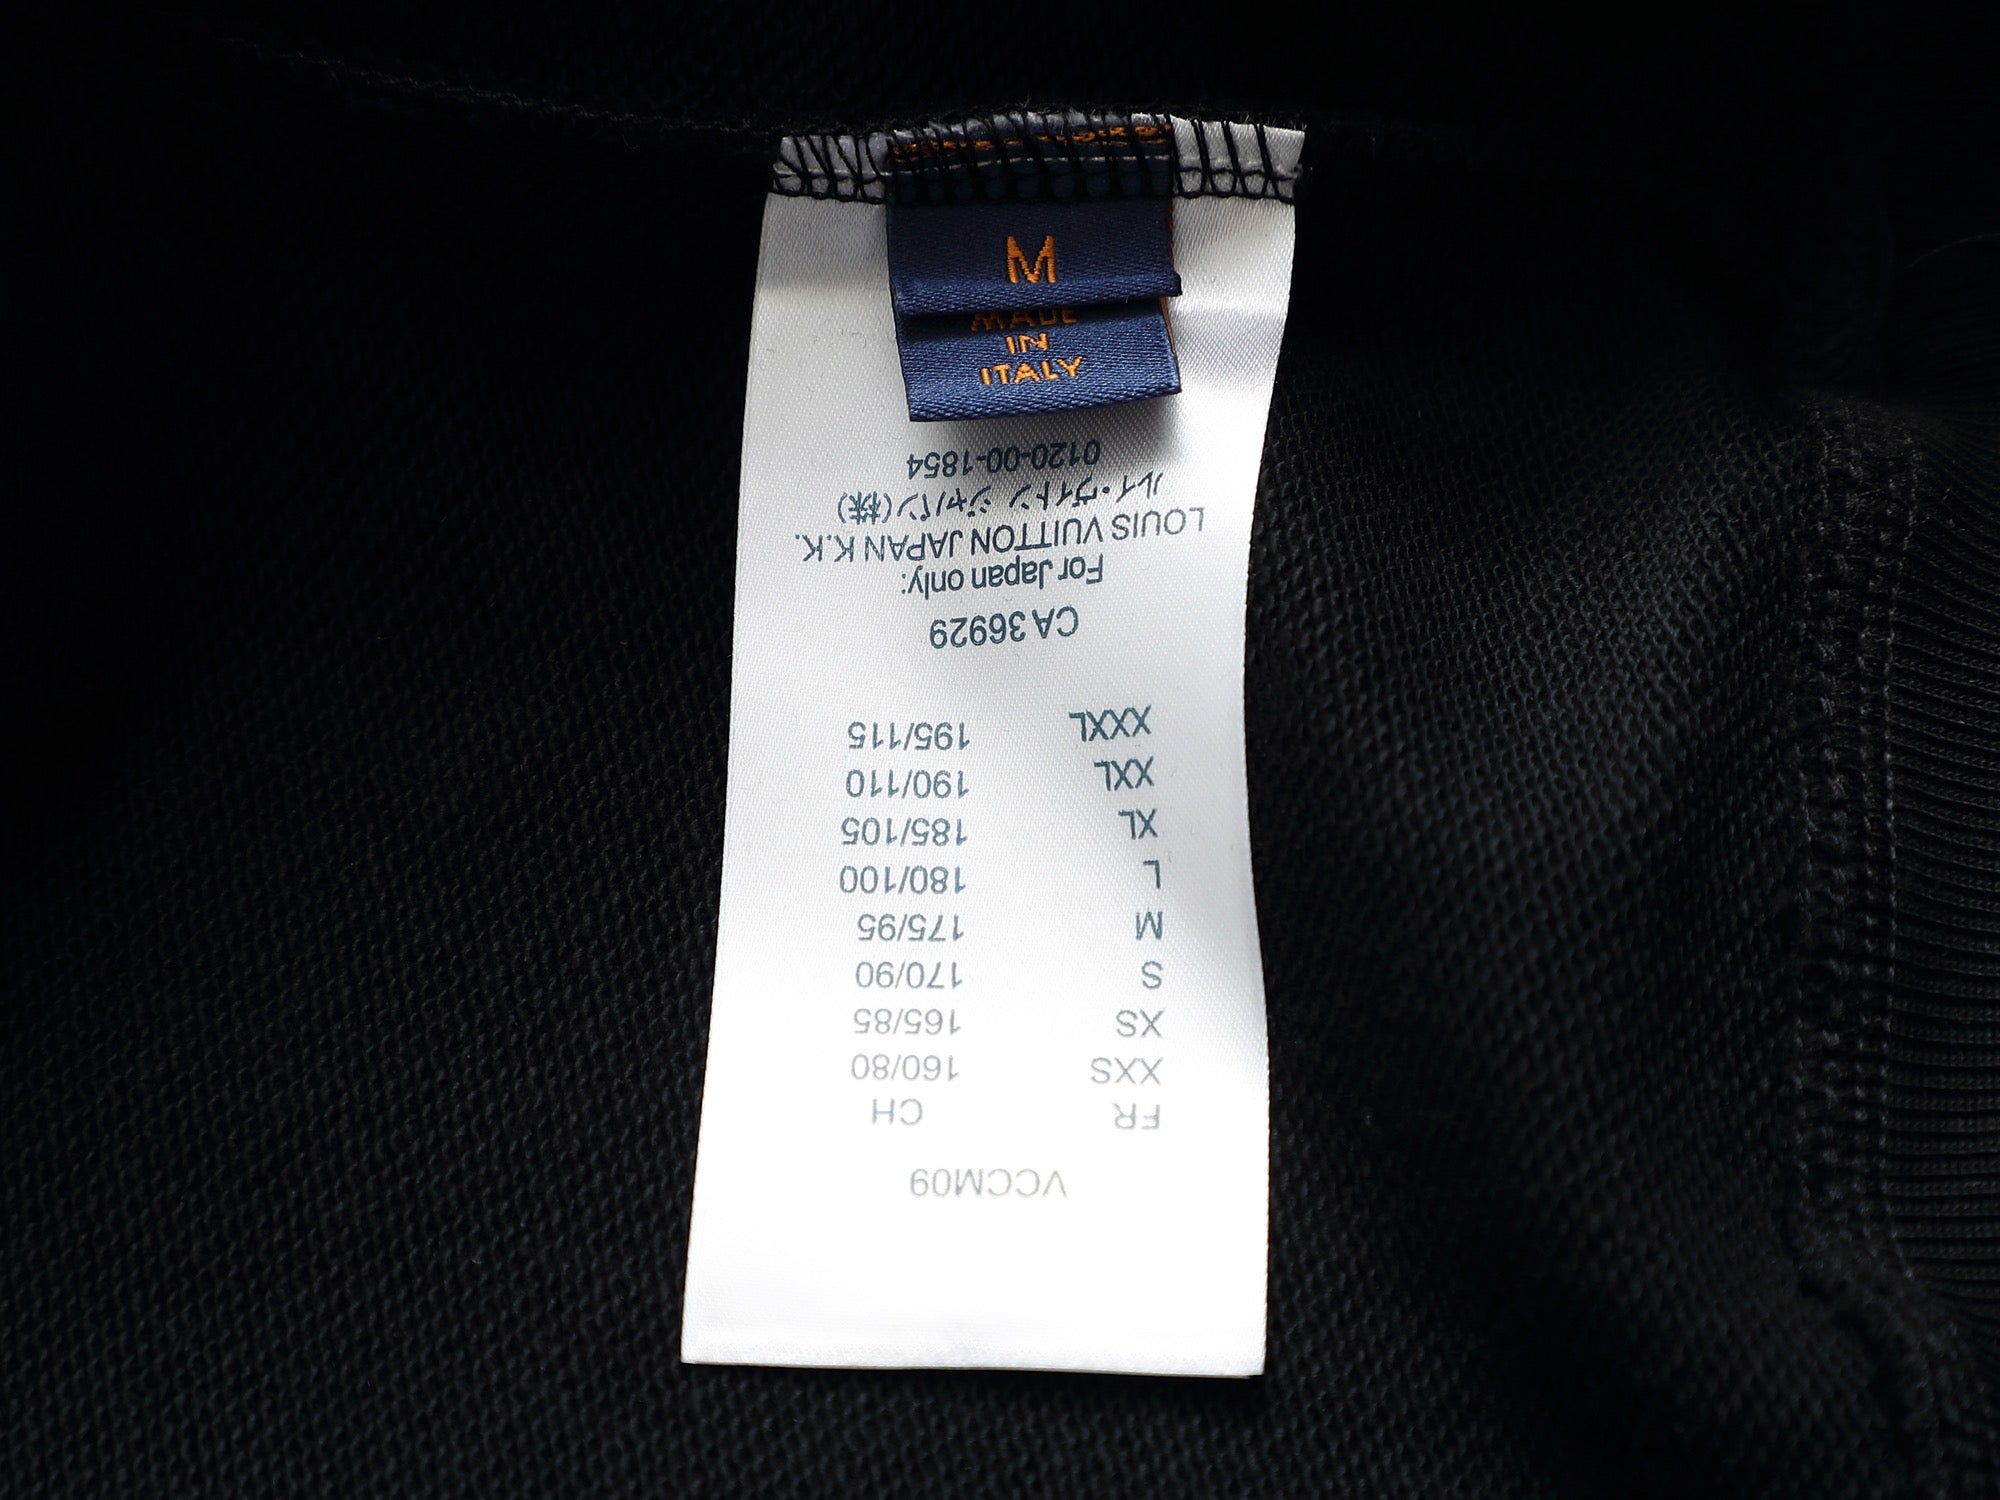 M
MADE
IN
ITALY
VCCM09
FR CH
XXS 160/80
XS 165/85
S 170/90
M 175/95
L 180/100
XL 185/105
XXL 190/110
XXXL 195/115
CA 36929
For Japan only:
LOUIS VUITTON JAPAN K.K.
ルイ・ヴィトン ジャパン(株)
0120-00-1854